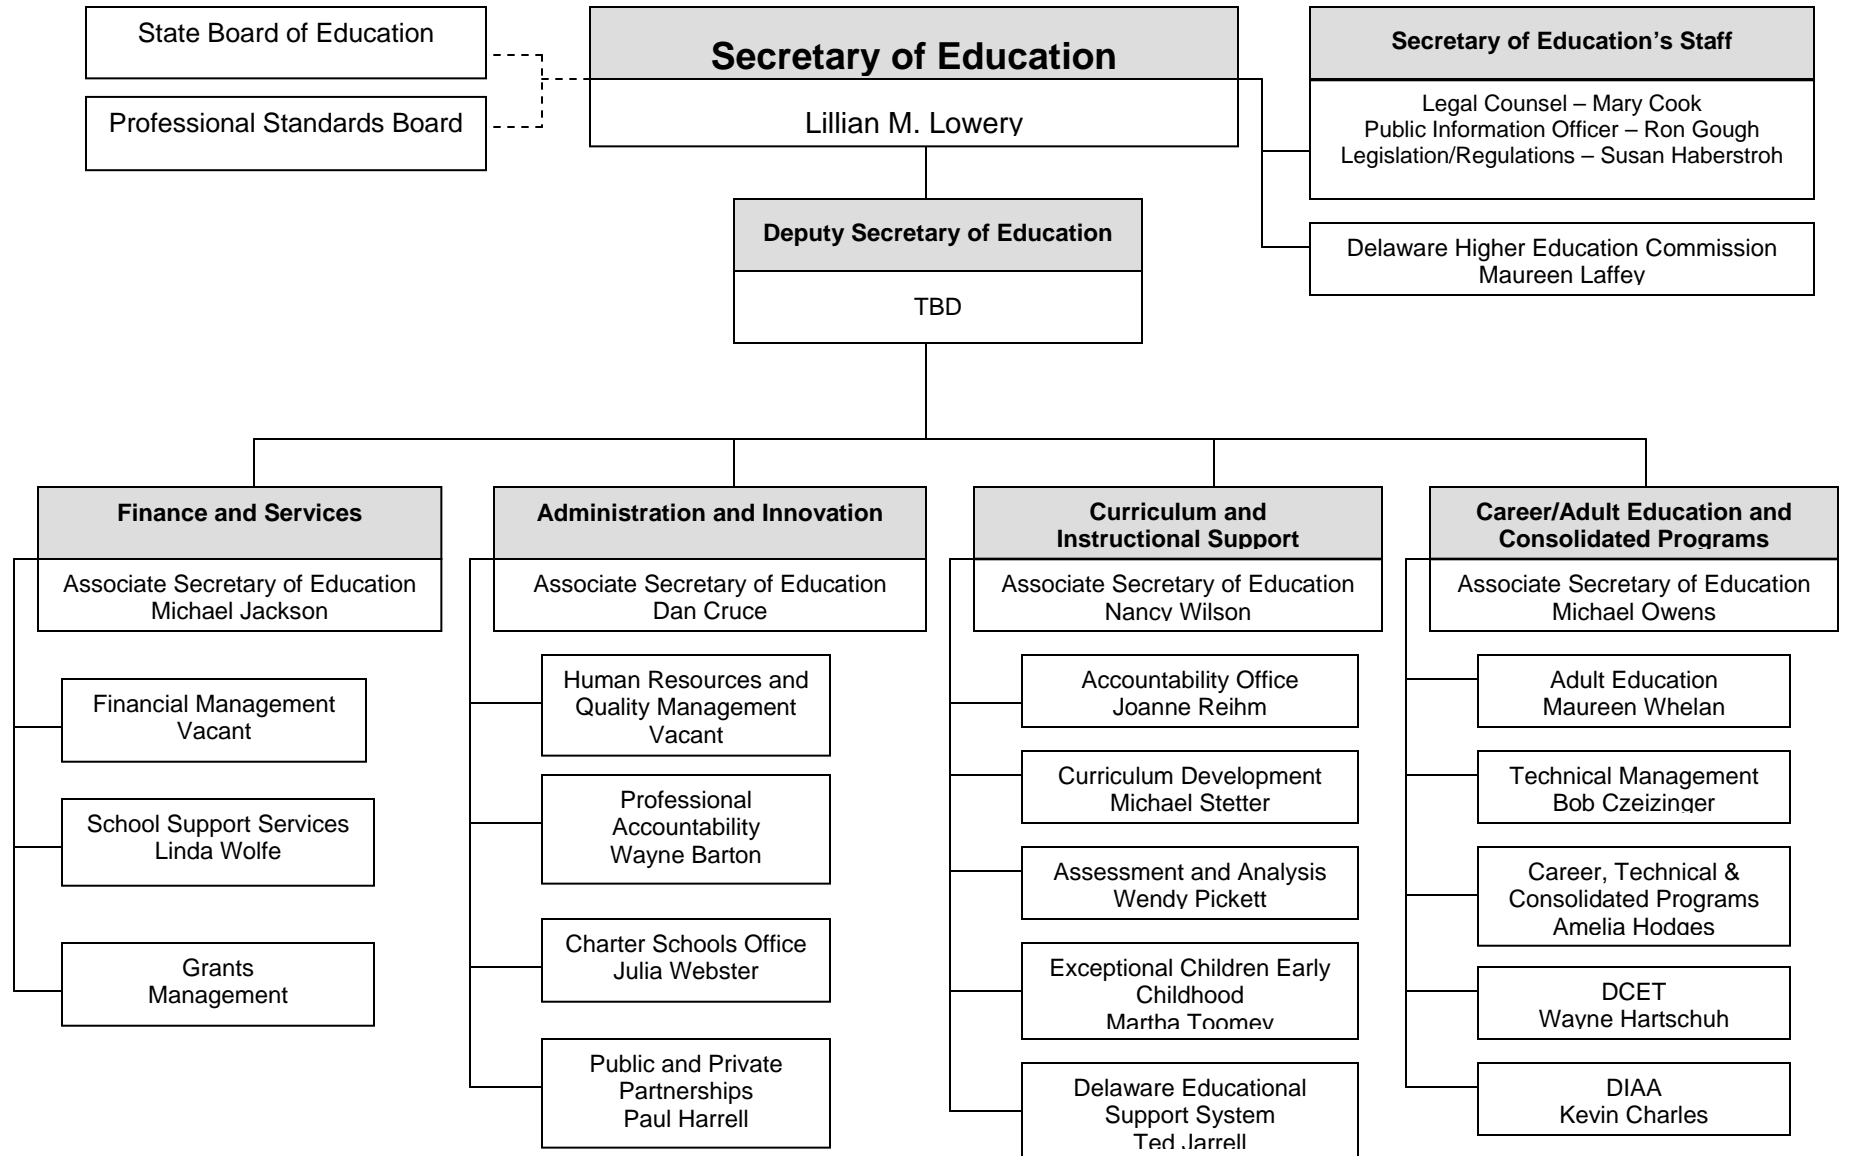 State Board of Education
Professional Standards Board
Secretary of Education
Lillian M. Lowery
Secretary of Education's Staff
Legal Counsel – Mary Cook
Public Information Officer – Ron Gough
Legislation/Regulations – Susan Haberstroh
Delaware Higher Education Commission
Maureen Laffey
Deputy Secretary of Education
TBD
Finance and Services
Associate Secretary of Education
Michael Jackson
Financial Management
Vacant
School Support Services
Linda Wolfe
Grants
Management
Administration and Innovation
Associate Secretary of Education
Dan Cruce
Human Resources and
Quality Management
Vacant
Professional
Accountability
Wayne Barton
Charter Schools Office
Julia Webster
Public and Private
Partnerships
Paul Harrell
Curriculum and
Instructional Support
Associate Secretary of Education
Nancy Wilson
Accountability Office
Joanne Reihm
Curriculum Development
Michael Stetter
Assessment and Analysis
Wendy Pickett
Exceptional Children Early
Childhood
Martha Toomey
Delaware Educational
Support System
Ted Jarrell
Career/Adult Education and
Consolidated Programs
Associate Secretary of Education
Michael Owens
Adult Education
Maureen Whelan
Technical Management
Bob Czeizinger
Career, Technical &
Consolidated Programs
Amelia Hodges
DCET
Wayne Hartschuh
DIAA
Kevin Charles